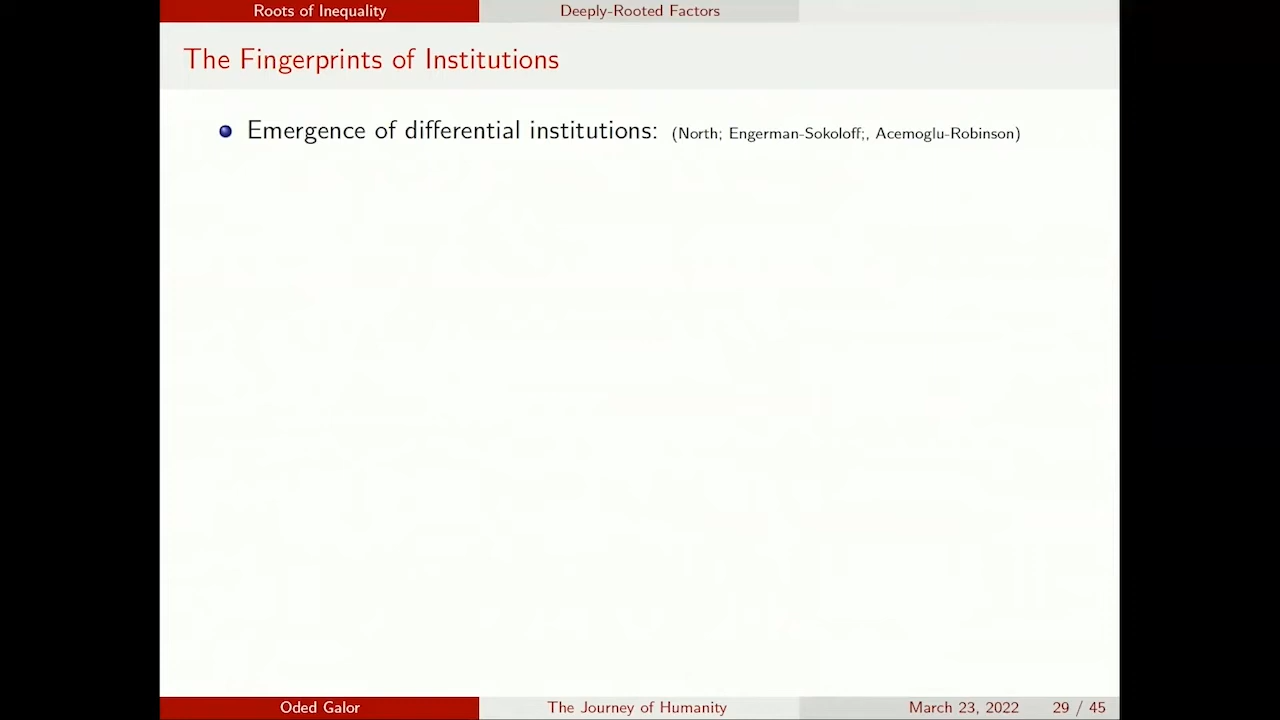 Roots of Inequality Deeply-Rooted Factors
The Fingerprints of Institutions
Emergence of differential institutions: (North; Engerman-Sokoloff;, Acemoglu-Robinson)
Oded Galor The Journey of Humanity March 23, 2022 29 / 45